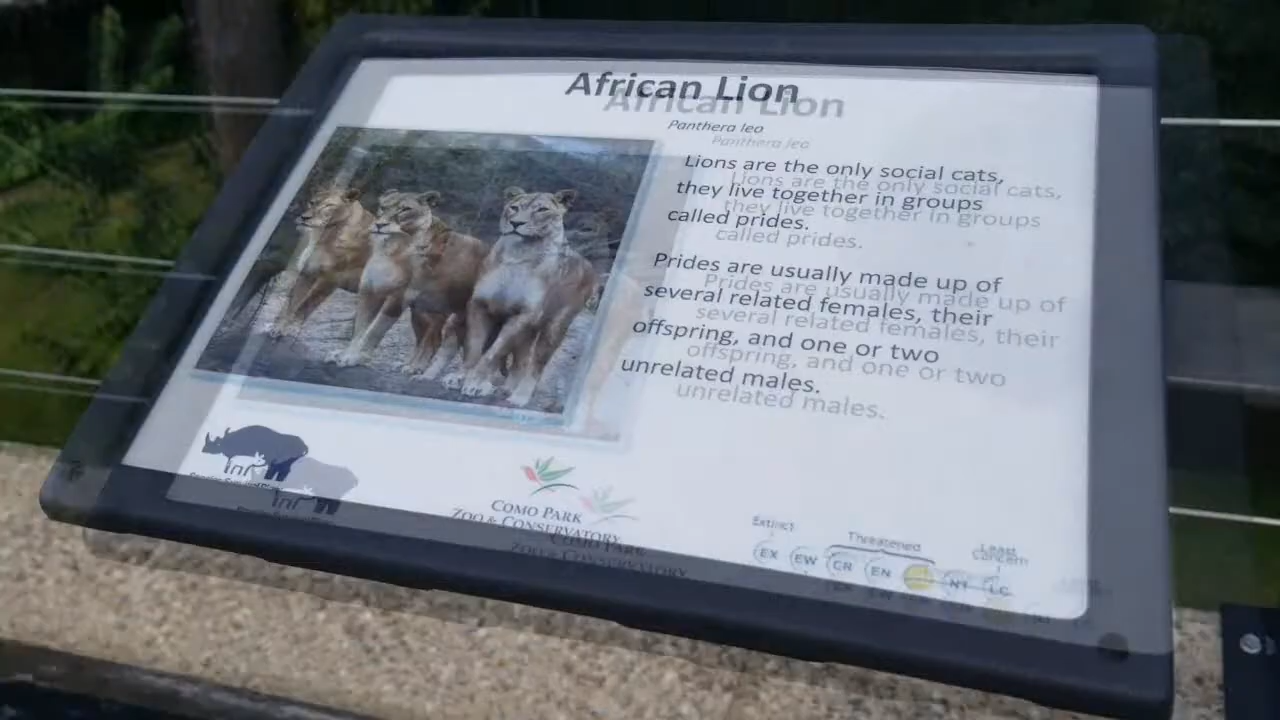 African Lion
Panthera leo
Lions are the only social cats,
they live together in groups
called prides.
Prides are usually made up of
several related females, their
offspring, and one or two
unrelated males.
COMO PARK
ZOO & CONSERVATORY
Extinct
Threatened
Least
concern
EX EW CR EN NT LC